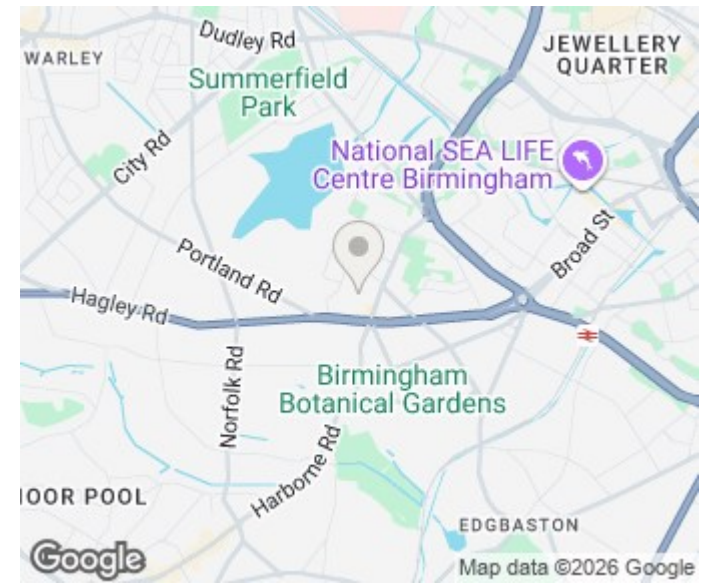 Dudley Rd
WARLEY
JEWELLERY
QUARTER
Summerfield
Park
City Rd
National SEA LIFE
Centre Birmingham
Broad St
Portland Rd
Hagley Rd
Norfolk Rd
Birmingham
Botanical Gardens
Harborne Rd
MOOR POOL
EDGBASTON
Google
Map data ©2026 Google